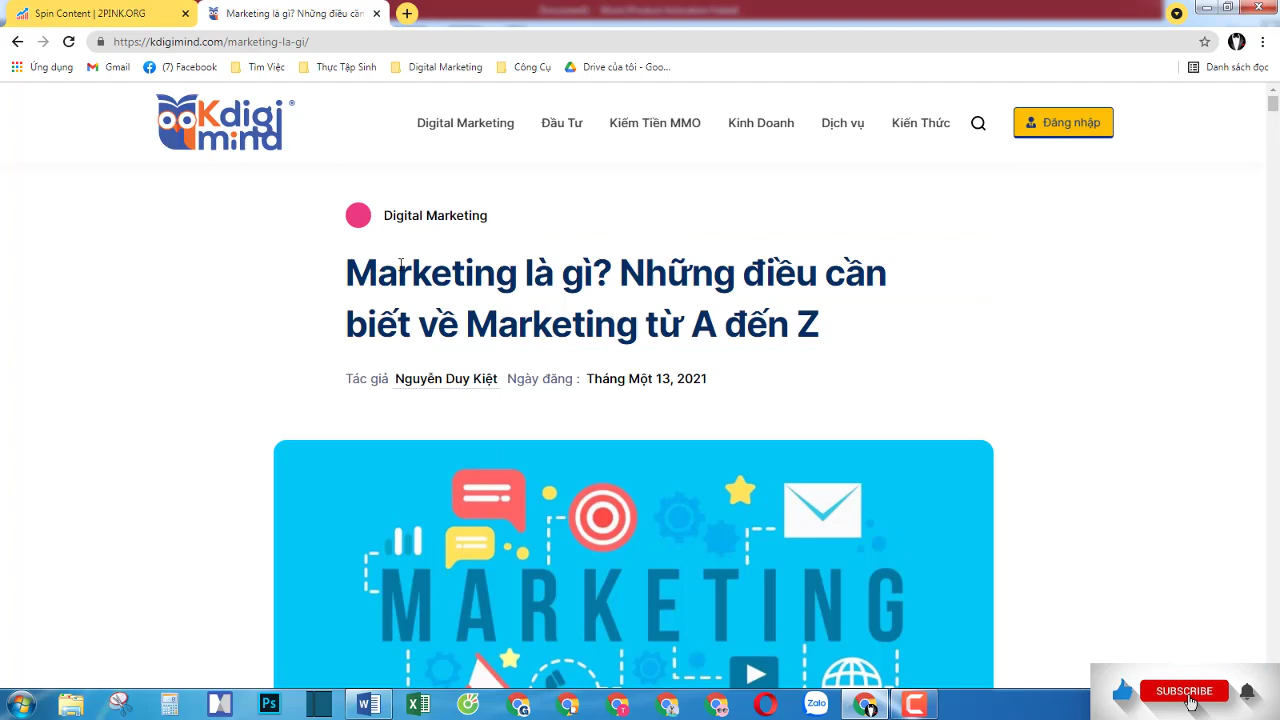 Spin Content | 2PINK.ORG
Marketing là gì? Những điều cần
https://kdigimind.com/marketing-la-gi/
Ứng dụng
Gmail
(7) Facebook
Tìm Việc
Thực Tập Sinh
Digital Marketing
Công Cụ
Drive của tôi - Goo...
Danh sách đọc
Kdigi
mind
Digital Marketing
Đầu Tư
Kiếm Tiền MMO
Kinh Doanh
Dịch vụ
Kiến Thức
Đăng nhập
Digital Marketing
Marketing là gì? Những điều cần
biết về Marketing từ A đến Z
Tác giả Nguyễn Duy Kiệt Ngày đăng : Tháng Một 13, 2021
MARKETING
SUBSCRIBE
Ps
Zalo